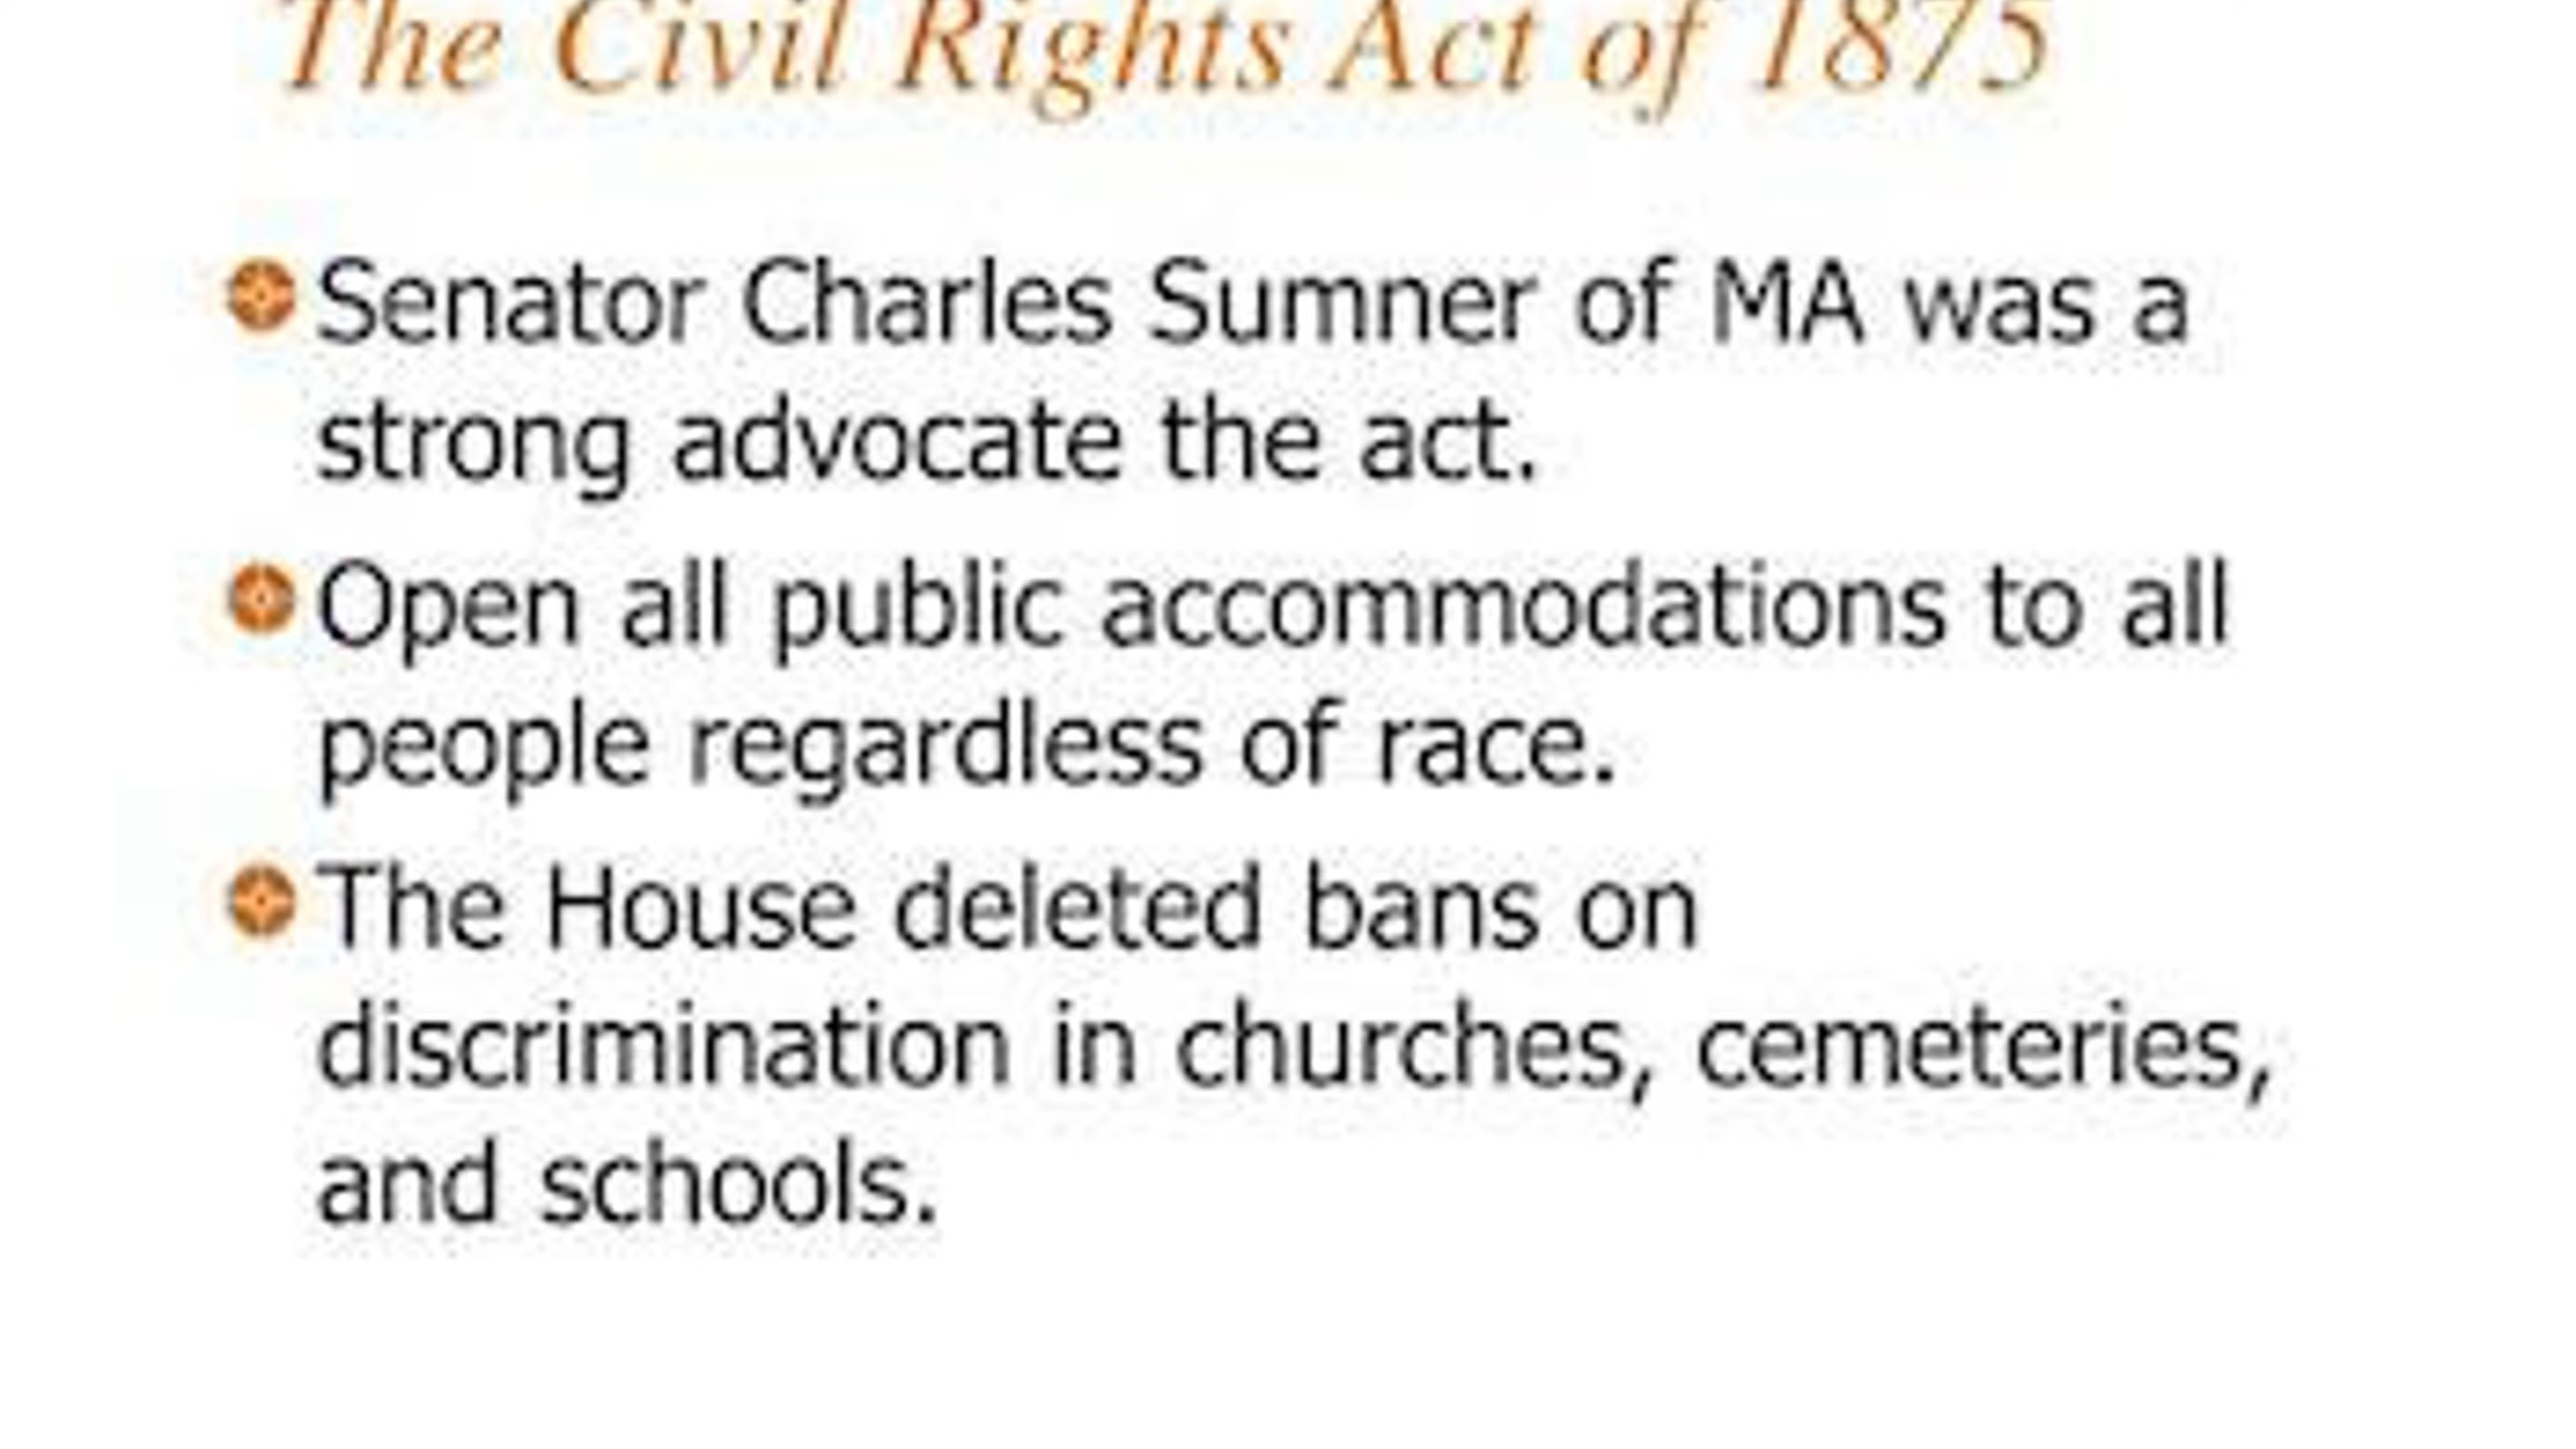 The Civil Rights Act of 1875
Senator Charles Sumner of MA was a
strong advocate the act.
Open all public accommodations to all
people regardless of race.
The House deleted bans on
discrimination in churches, cemeteries,
and schools.